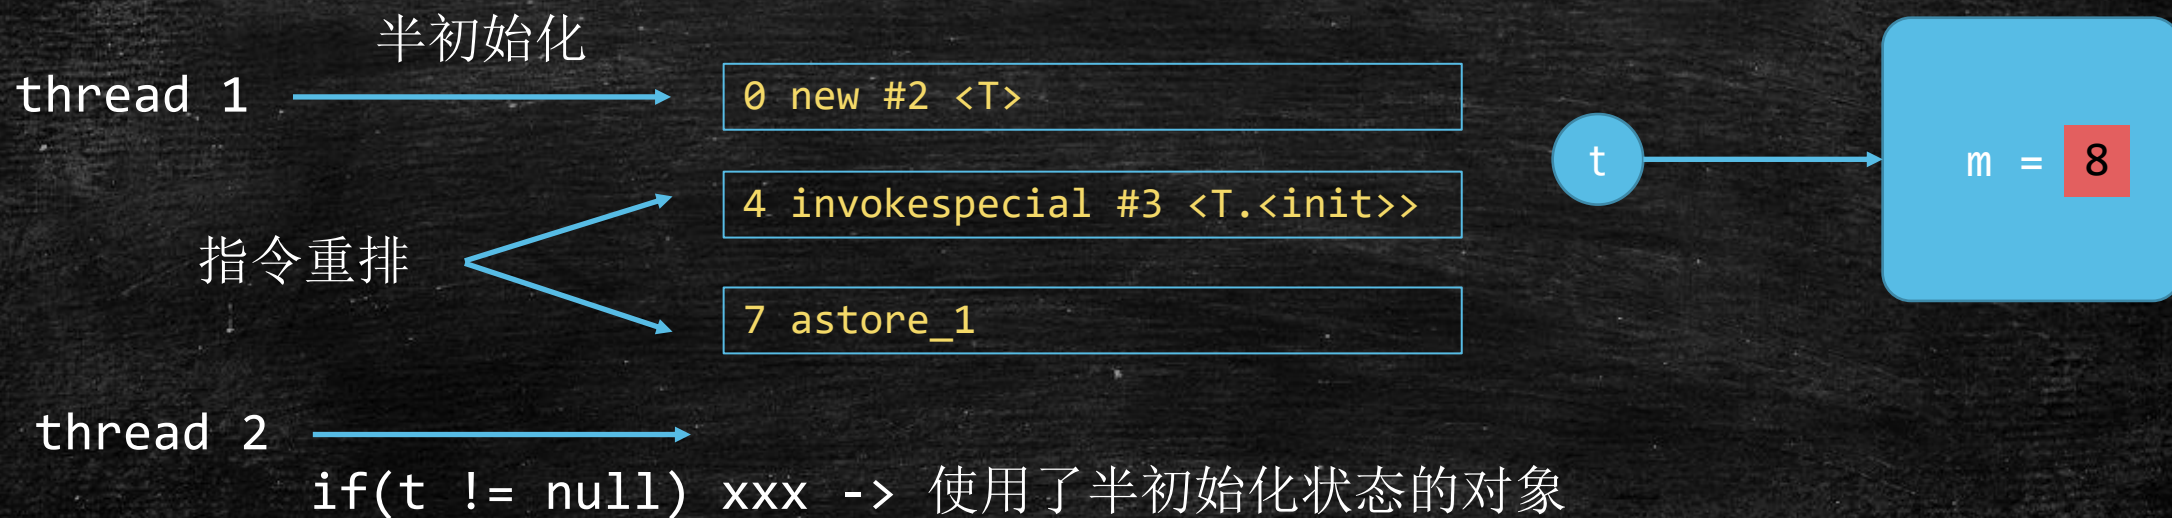 半初始化
thread 1
0 new #2 <T>
t
m = 8
4 invokespecial #3 <T.<init>>
指令重排
7 astore_1
thread 2
if(t != null) xxx -> 使用了半初始化状态的对象